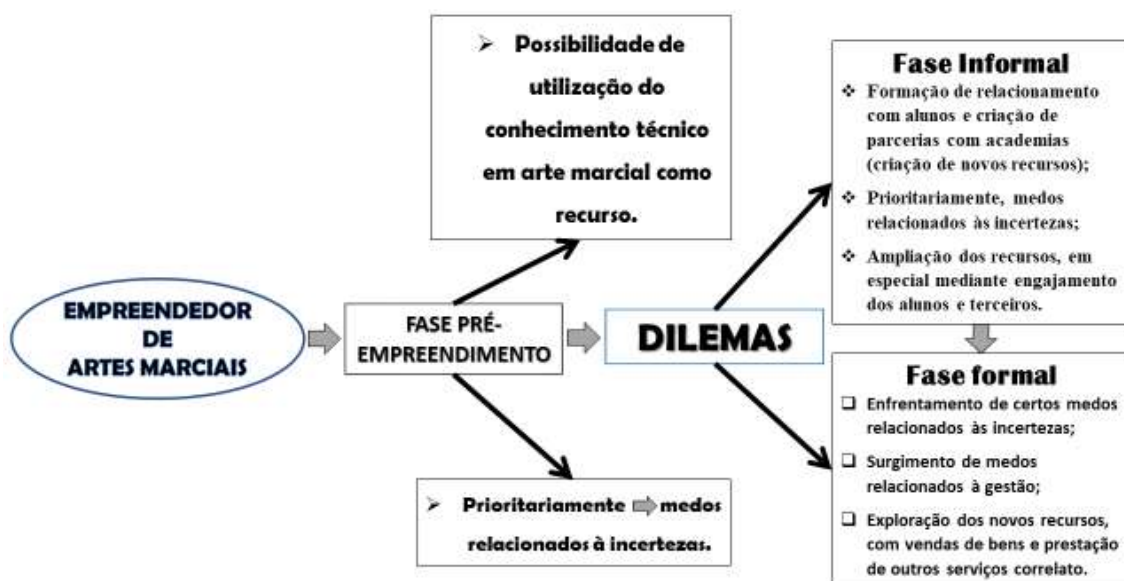 EMPREENDEDOR
DE
ARTES MARCIAIS
FASE PRÉ-
EMPREENDIMENTO
➢ Possibilidade de
utilização do
conhecimento técnico
em arte marcial como
recurso.
➢ Prioritariamente ⇨ medos
relacionados à incertezas.
DILEMAS
Fase Informal
❖ Formação de relacionamento
com alunos e criação de
parcerias com academias
(criação de novos recursos);
❖ Prioritariamente, medos
relacionados às incertezas;
❖ Ampliação dos recursos, em
especial mediante engajamento
dos alunos e terceiros.
Fase formal
❑ Enfrentamento de certos medos
relacionados às incertezas;
❑ Surgimento de medos
relacionados à gestão;
❑ Exploração dos novos recursos,
com vendas de bens e prestação
de outros serviços correlato.